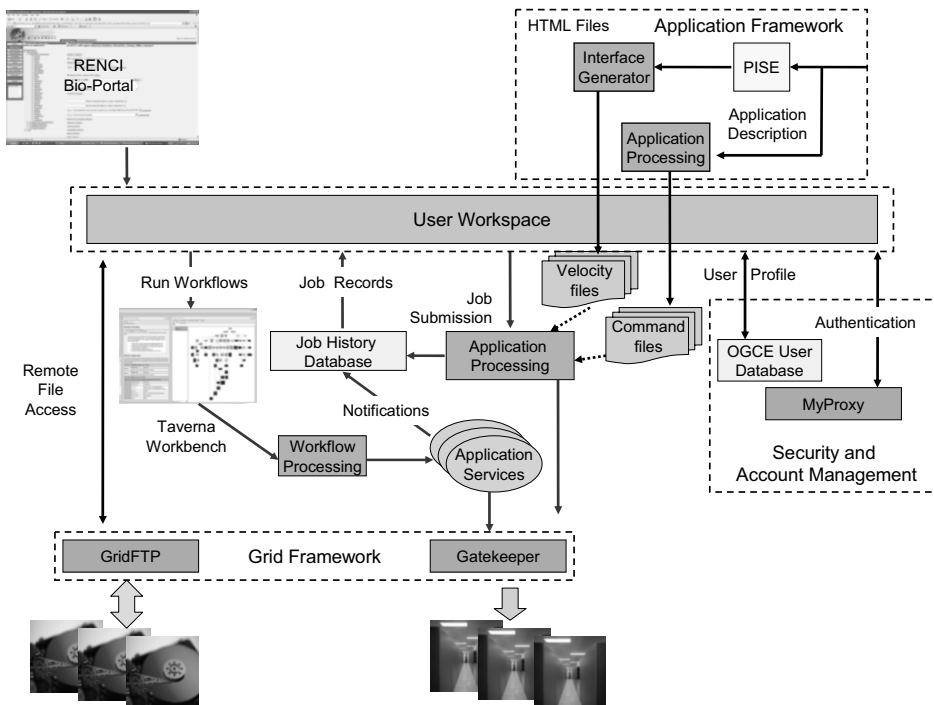 RENCI
Bio-Portal
HTML Files
Application Framework
Interface
Generator
PISE
Application
Description
Application
Processing
User Workspace
Run Workflows
Job Records
Job
Submission
Velocity
files
Command
files
User Profile
Authentication
OGCE User
Database
MyProxy
Security and
Account Management
Remote
File
Access
Job History
Database
Application
Processing
Notifications
Taverna
Workbench
Workflow
Processing
Application
Services
GridFTP
Grid Framework
Gatekeeper